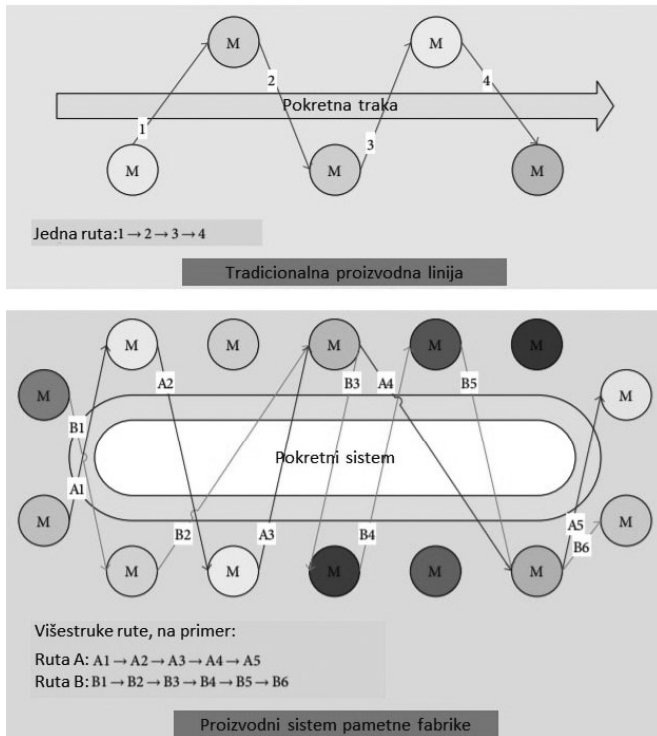 M M
2 4
Pokretna traka
1 3
M M M
Jedna ruta:1→2→3→4
Tradicionalna proizvodna linija
M M M M M
M A2 B3 A4 B5 M
B1
Pokretni sistem
A1
M M
B2 A3 B4 A5
B6
M M M M M
Višestruke rute, na primer:
Ruta A: A1→A2→A3→A4→A5
Ruta B: B1→B2→B3→B4→B5→B6
Proizvodni sistem pametne fabrike